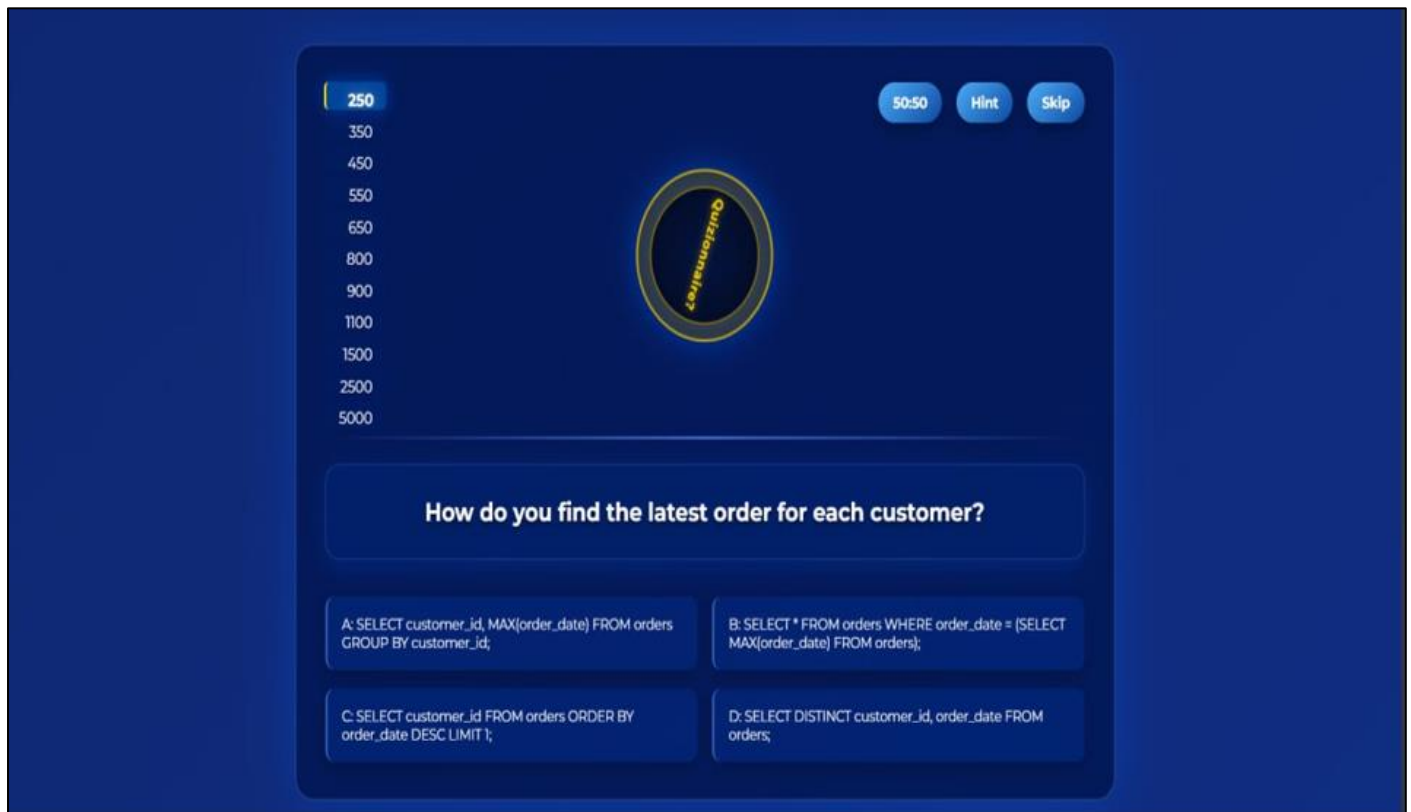 250
50:50 Hint Skip
350
450
550
650
800
900
1100
1500
2500
5000
Quizionnaire?
How do you find the latest order for each customer?
A: SELECT customer_id, MAX(order_date) FROM orders
GROUP BY customer_id;
B: SELECT * FROM orders WHERE order_date = (SELECT
MAX(order_date) FROM orders);
C: SELECT customer_id FROM orders ORDER BY
order_date DESC LIMIT 1;
D: SELECT DISTINCT customer_id, order_date FROM
orders;